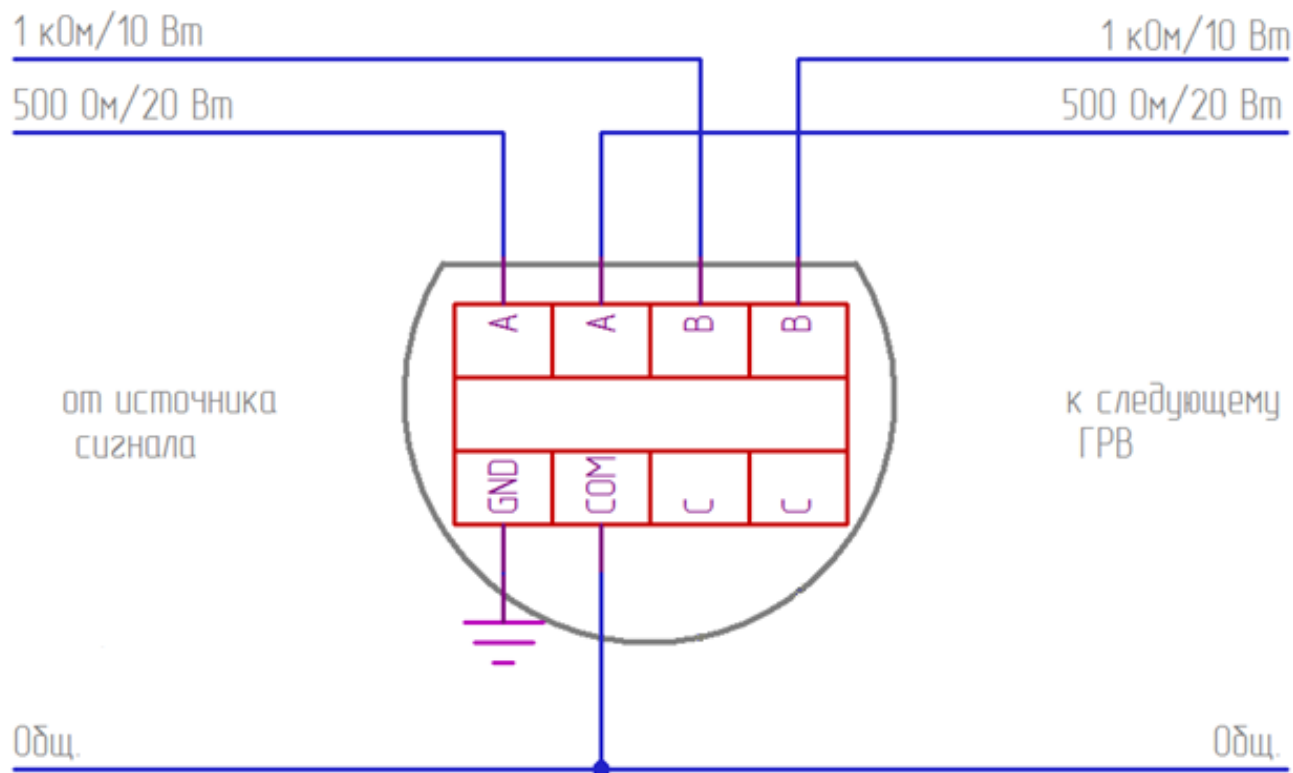 1 кОм/10 Вт
1 кОм/10 Вт
500 Ом/20 Вт
500 Ом/20 Вт
A
A
B
B
от источника
сигнала
к следующему
ГРВ
GND
COM
C
C
Общ.
Общ.